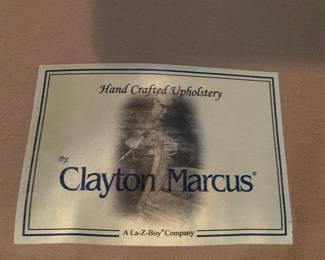 Hand Crafted Upholstery
By
Clayton Marcus®
A La-Z-Boy® Company